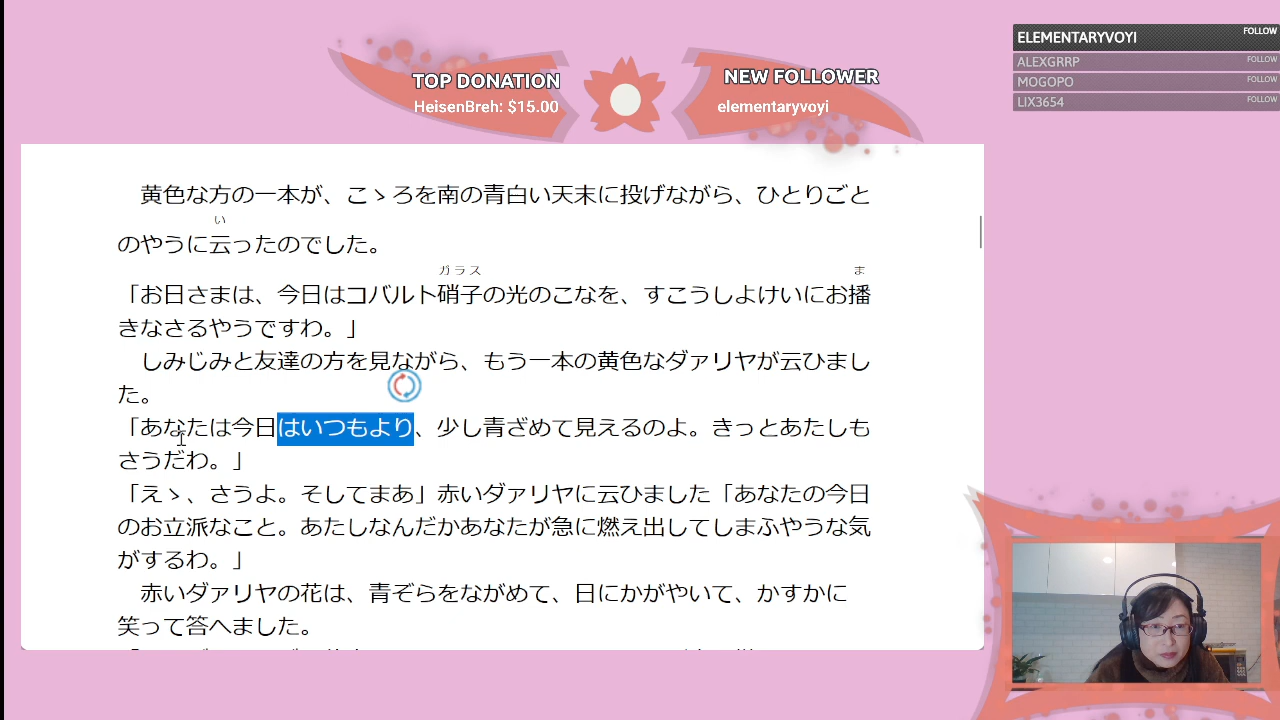 TOP DONATION
HeisenBreh: $15.00
NEW FOLLOWER
elementaryvoyi
ELEMENTARYVOYI FOLLOW
ALEXGRRP FOLLOW
MOGOPO FOLLOW
LIX3654 FOLLOW
黄色な方の一本が、こゝろを南の青白い天末に投げながら、ひとりごと
い
のやうに云ったのでした。
ガラス ま
「お日さまは、今日はコバルト硝子の光のこなを、すこうしよけいにお播
きなさるやうですわ。」
しみじみと友達の方を見ながら、もう一本の黄色なダァリヤが云ひまし
た。
「あなたは今日はいつもより、少し青ざめて見えるのよ。きっとあたしも
さうだわ。」
「えゝ、さうよ。そしてまあ」赤いダァリヤに云ひました「あなたの今日
のお立派なこと。あたしなんだかあなたが急に燃え出してしまふやうな気
がするわ。」
赤いダァリヤの花は、青ぞらをながめて、日にかがやいて、かすかに
笑って答へました。